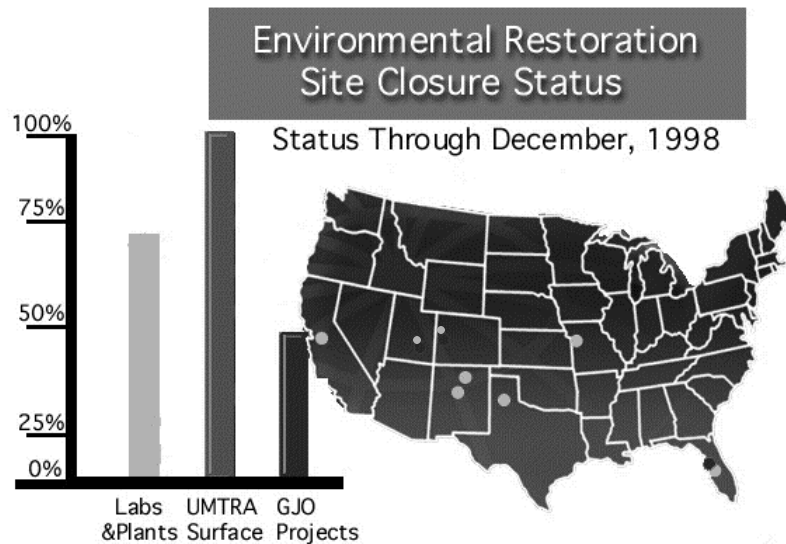 Environmental Restoration
Site Closure Status
Status Through December, 1998
100%
75%
50%
25%
0%
Labs
&Plants
UMTRA
Surface
GJO
Projects